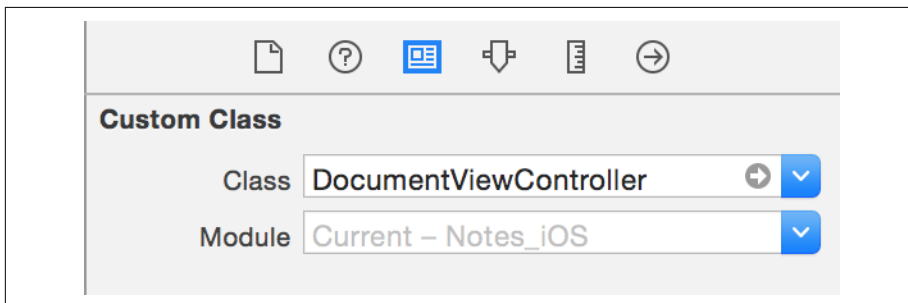 Custom Class
Class DocumentViewController
Module Current – Notes_iOS